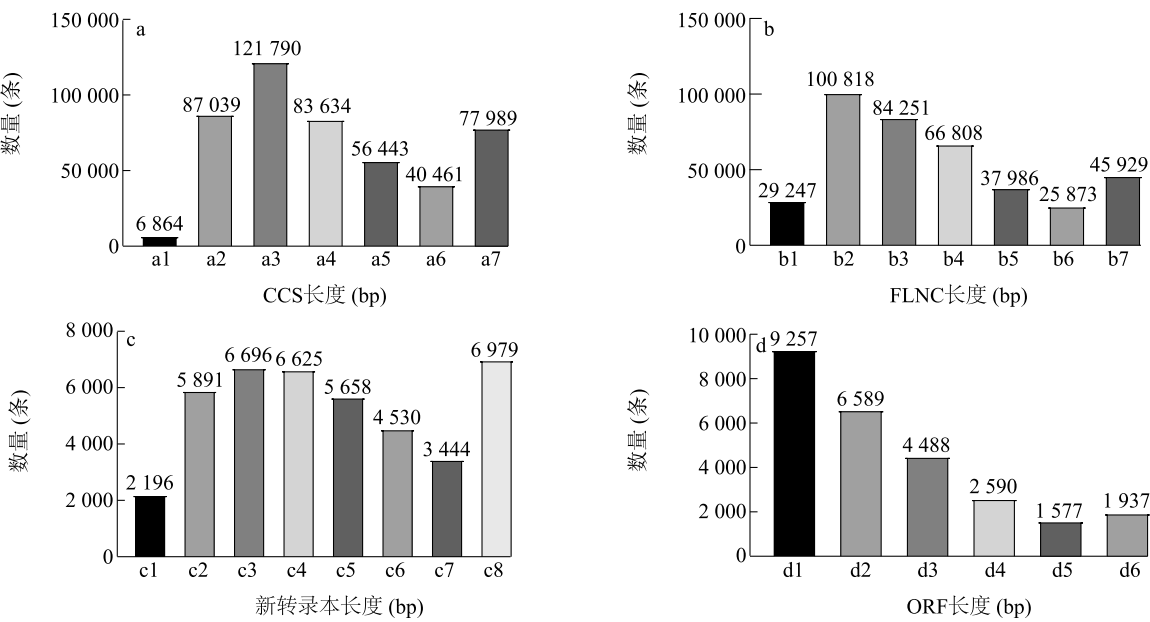 a
150 000
100 000
50 000
0
数量 (条)
6 864
87 039
121 790
83 634
56 443
40 461
77 989
a1 a2 a3 a4 a5 a6 a7
CCS长度 (bp)
b
150 000
100 000
50 000
0
数量 (条)
29 247
100 818
84 251
66 808
37 986
25 873
45 929
b1 b2 b3 b4 b5 b6 b7
FLNC长度 (bp)
c
8 000
6 000
4 000
2 000
0
数量 (条)
2 196
5 891
6 696
6 625
5 658
4 530
3 444
6 979
c1 c2 c3 c4 c5 c6 c7 c8
新转录本长度 (bp)
d
10 000
8 000
6 000
4 000
2 000
0
数量 (条)
9 257
6 589
4 488
2 590
1 577
1 937
d1 d2 d3 d4 d5 d6
ORF长度 (bp)